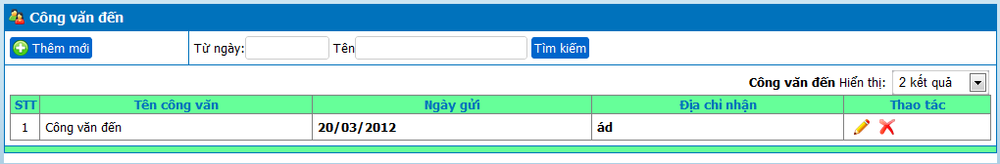 Công văn đến
Thêm mới Từ ngày: Tên Tìm kiếm
Công văn đến Hiển thị: 2 kết quả
STT Tên công văn Ngày gửi Địa chỉ nhận Thao tác
1 Công văn đến 20/03/2012 ád